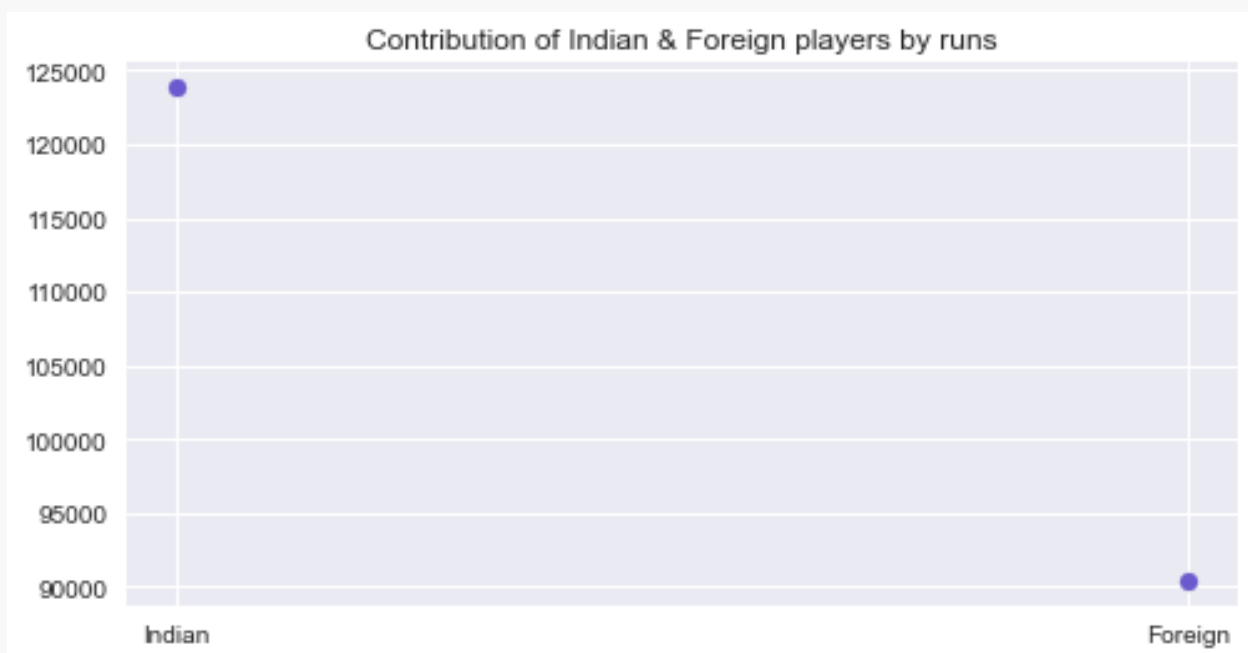 Contribution of Indian & Foreign players by runs
125000
120000
115000
110000
105000
100000
95000
90000
Indian
Foreign